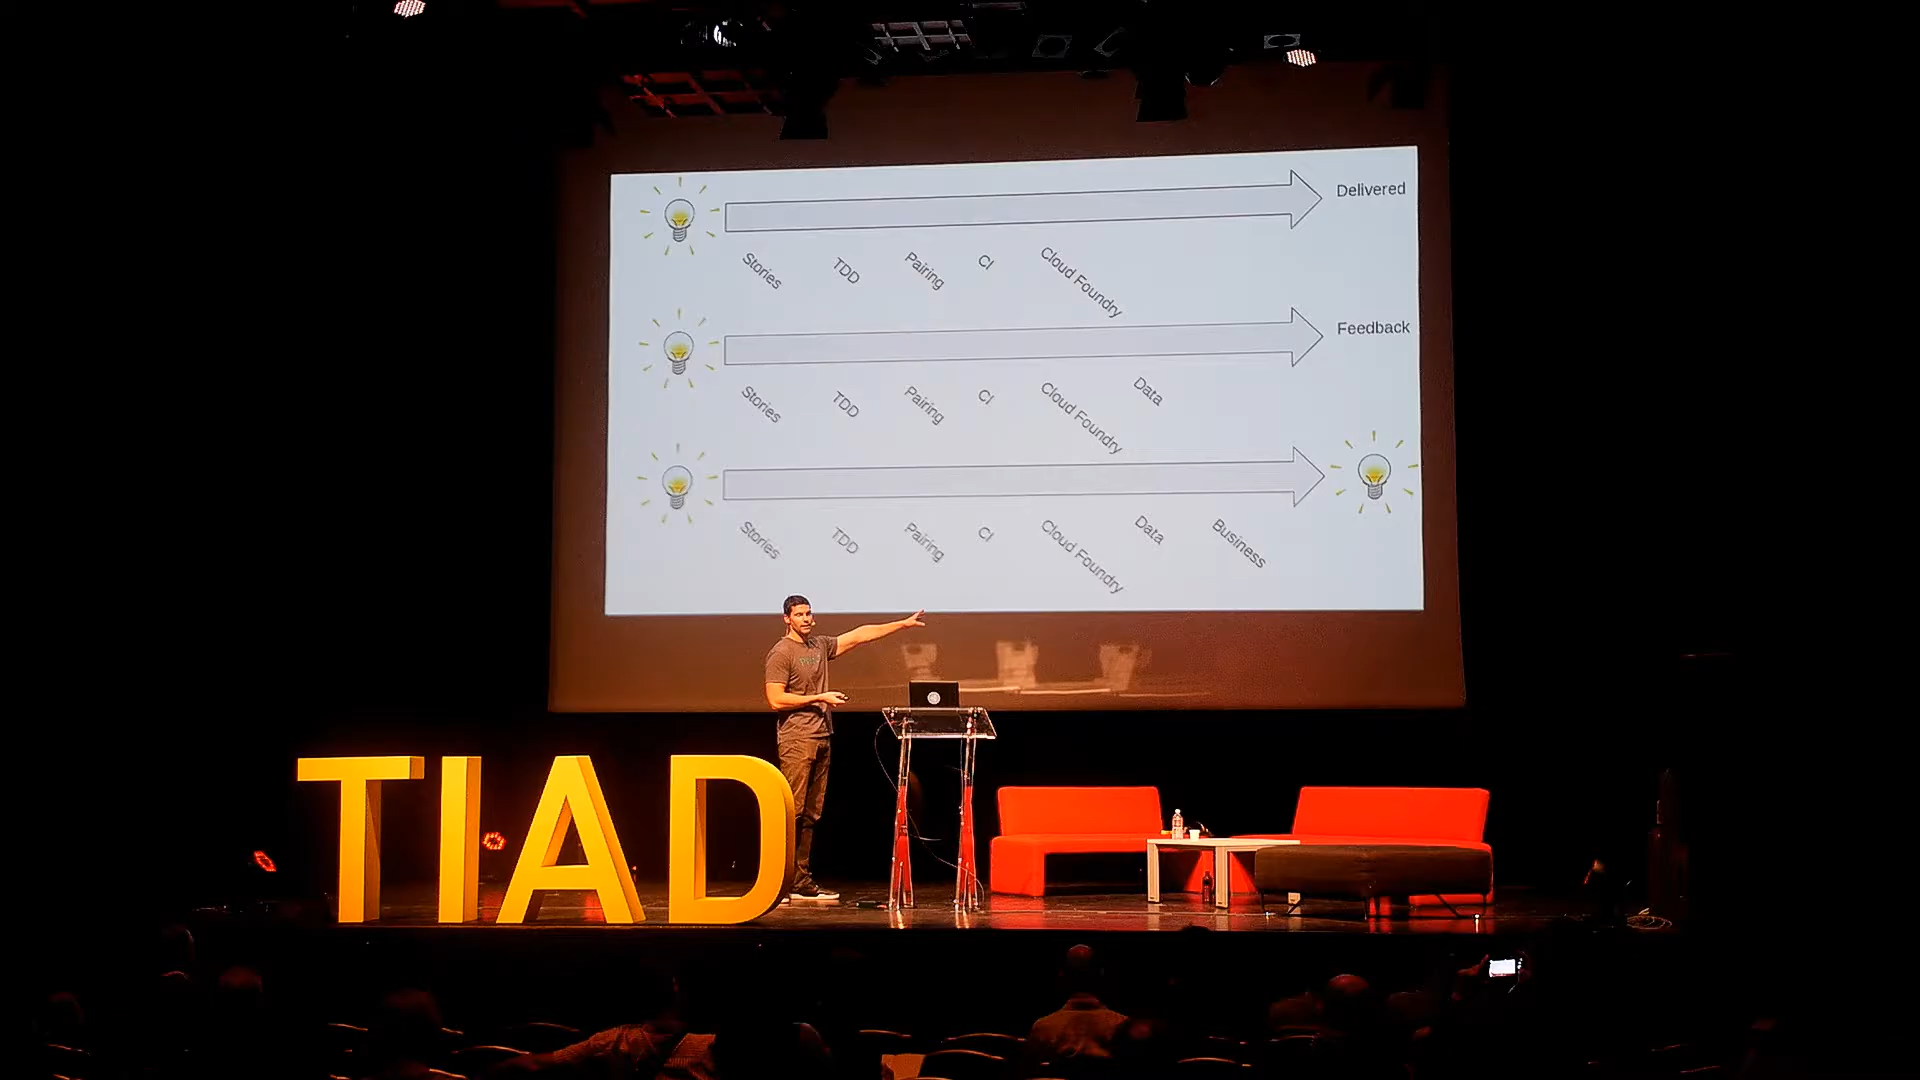 Delivered
Stories TDD Pairing CI Cloud Foundry
Feedback
Stories TDD Pairing CI Cloud Foundry Data
Stories TDD Pairing CI Cloud Foundry Data Business
TIAD